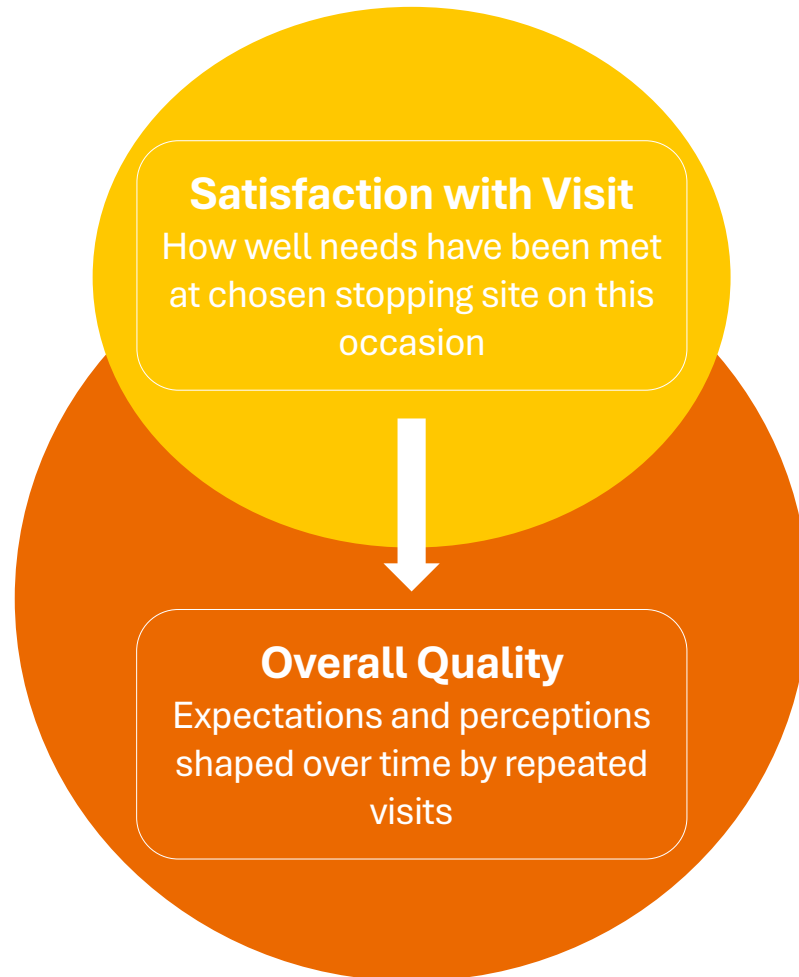 Satisfaction with Visit
How well needs have been met
at chosen stopping site on this
occasion
Overall Quality
Expectations and perceptions
shaped over time by repeated
visits